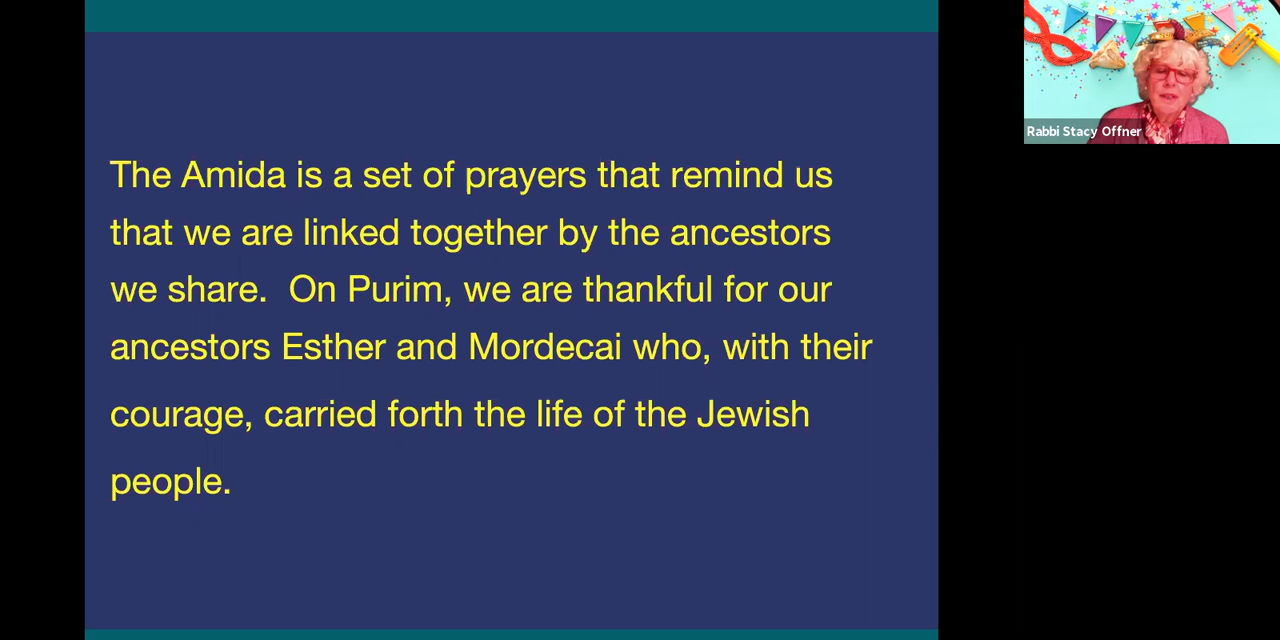 The Amida is a set of prayers that remind us
that we are linked together by the ancestors
we share.  On Purim, we are thankful for our
ancestors Esther and Mordecai who, with their
courage, carried forth the life of the Jewish
people.
Rabbi Stacy Offner